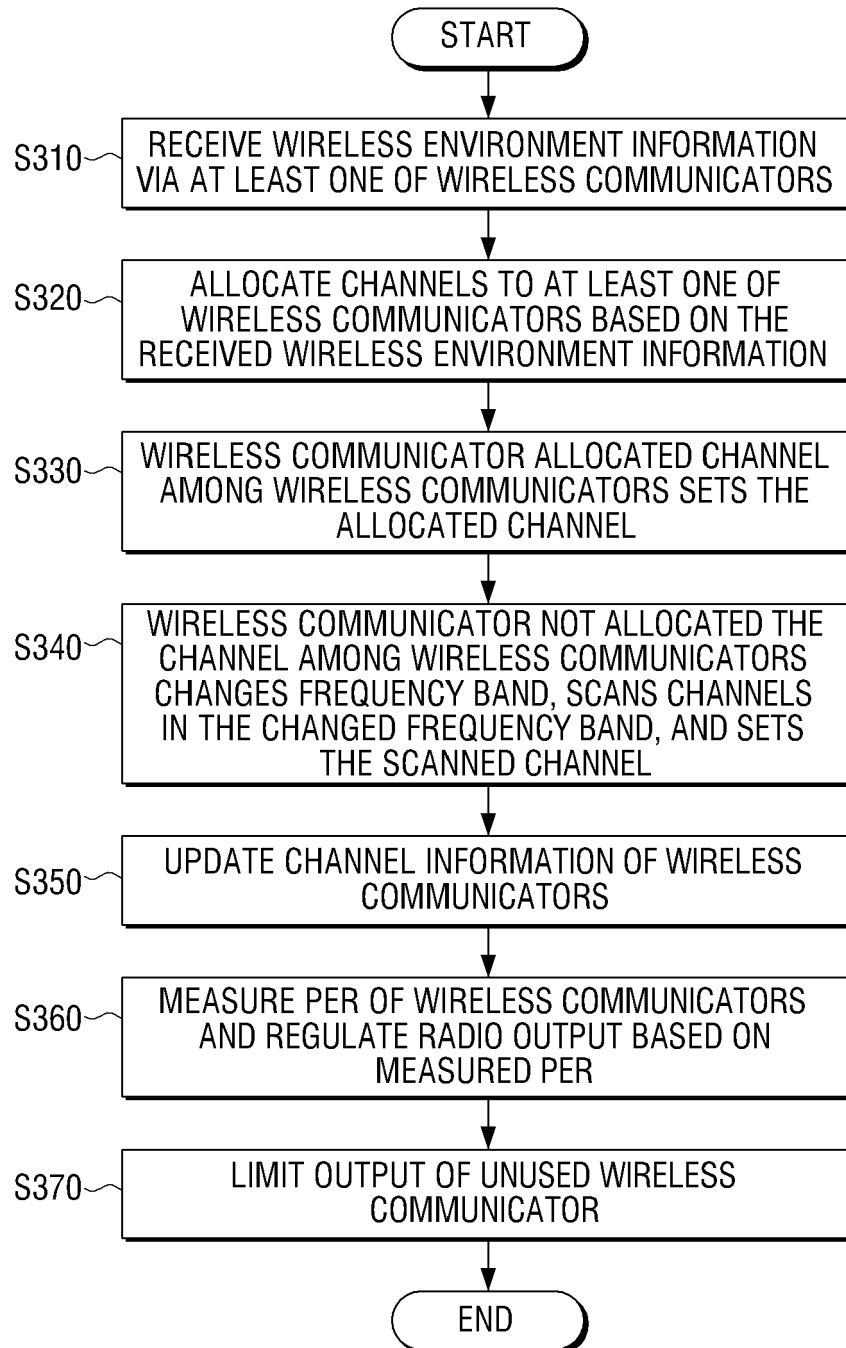 START
S310
RECEIVE WIRELESS ENVIRONMENT INFORMATION
VIA AT LEAST ONE OF WIRELESS COMMUNICATORS
S320
ALLOCATE CHANNELS TO AT LEAST ONE OF
WIRELESS COMMUNICATORS BASED ON THE
RECEIVED WIRELESS ENVIRONMENT INFORMATION
S330
WIRELESS COMMUNICATOR ALLOCATED CHANNEL
AMONG WIRELESS COMMUNICATORS SETS THE
ALLOCATED CHANNEL
S340
WIRELESS COMMUNICATOR NOT ALLOCATED THE
CHANNEL AMONG WIRELESS COMMUNICATORS
CHANGES FREQUENCY BAND, SCANS CHANNELS
IN THE CHANGED FREQUENCY BAND, AND SETS
THE SCANNED CHANNEL
S350
UPDATE CHANNEL INFORMATION OF WIRELESS
COMMUNICATORS
S360
MEASURE PER OF WIRELESS COMMUNICATORS
AND REGULATE RADIO OUTPUT BASED ON
MEASURED PER
S370
LIMIT OUTPUT OF UNUSED WIRELESS
COMMUNICATOR
END